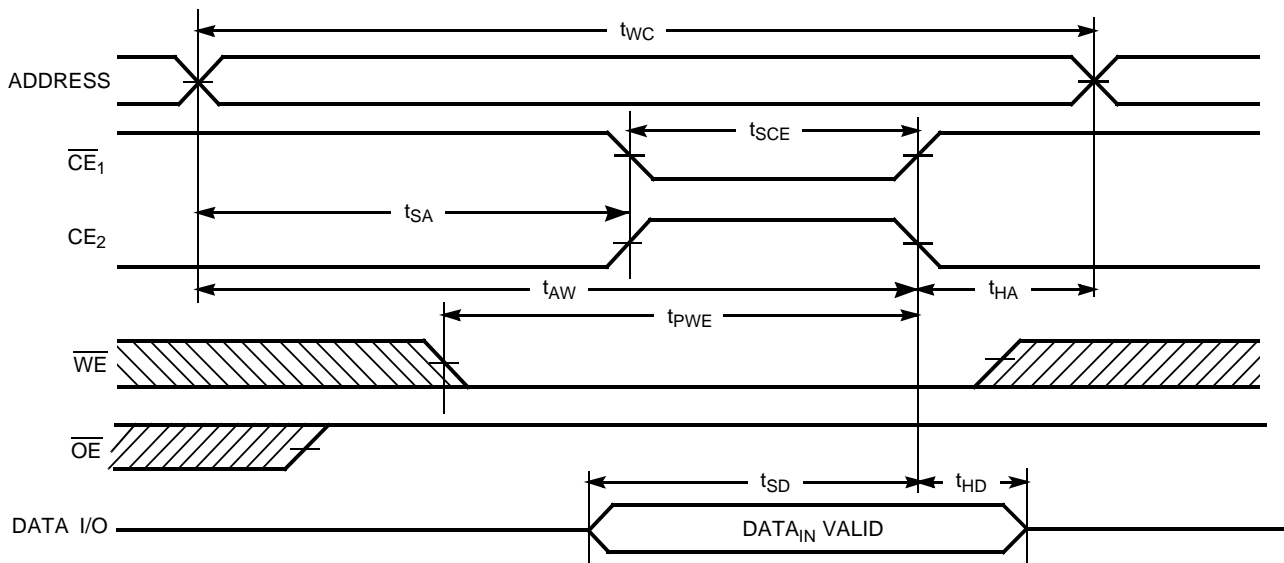 tWC
ADDRESS
tSCE
CE1
tSA
CE2
tAW
tHA
tPWE
WE
OE
tSD
tHD
DATA I/O
DATAIN VALID